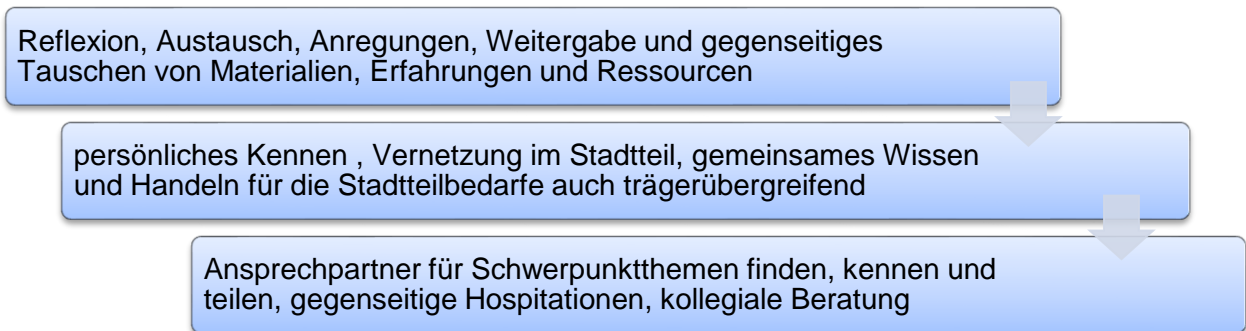 Reflexion, Austausch, Anregungen, Weitergabe und gegenseitiges
Tauschen von Materialien, Erfahrungen und Ressourcen
persönliches Kennen , Vernetzung im Stadtteil, gemeinsames Wissen
und Handeln für die Stadtteilbedarfe auch trägerübergreifend
Ansprechpartner für Schwerpunktthemen finden, kennen und
teilen, gegenseitige Hospitationen, kollegiale Beratung